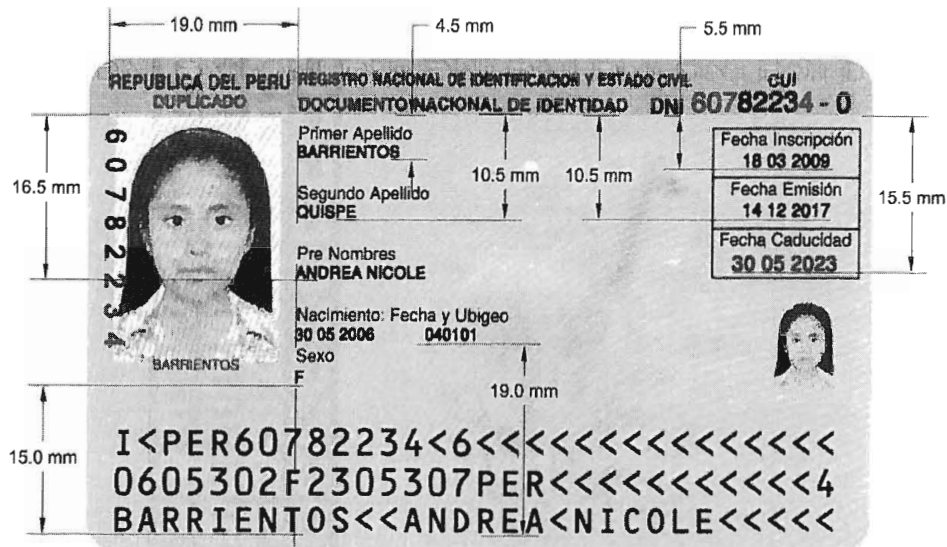 19.0 mm
4.5 mm
5.5 mm
REPUBLICA DEL PERU
DUPLICADO
REGISTRO NACIONAL DE IDENTIFICACION Y ESTADO CIVIL
DOCUMENTO NACIONAL DE IDENTIDAD
CUI
DNI 60782234 - 0
60782234
16.5 mm
Primer Apellido
BARRIENTOS
10.5 mm
10.5 mm
Segundo Apellido
QUISPE
Fecha Inscripción
18 03 2009
Fecha Emisión
14 12 2017
Fecha Caducidad
30 05 2023
15.5 mm
Pre Nombres
ANDREA NICOLE
Nacimiento: Fecha y Ubigeo
30 05 2006 040101
Sexo
F
BARRIENTOS
19.0 mm
15.0 mm
I<PER60782234<6<<<<<<<<<<<<<<<
0605302F2305307PER<<<<<<<<<<<4
BARRIENTOS<<ANDREA<NICOLE<<<<<